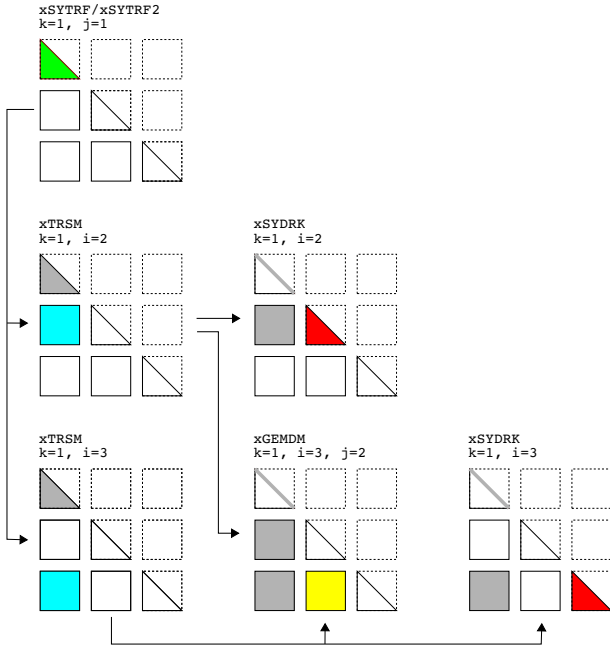 xSYTRF/xSYTRF2
k=1, j=1
xTRSM
k=1, i=2
xSYDRK
k=1, i=2
xTRSM
k=1, i=3
xGEMDM
k=1, i=3, j=2
xSYDRK
k=1, i=3